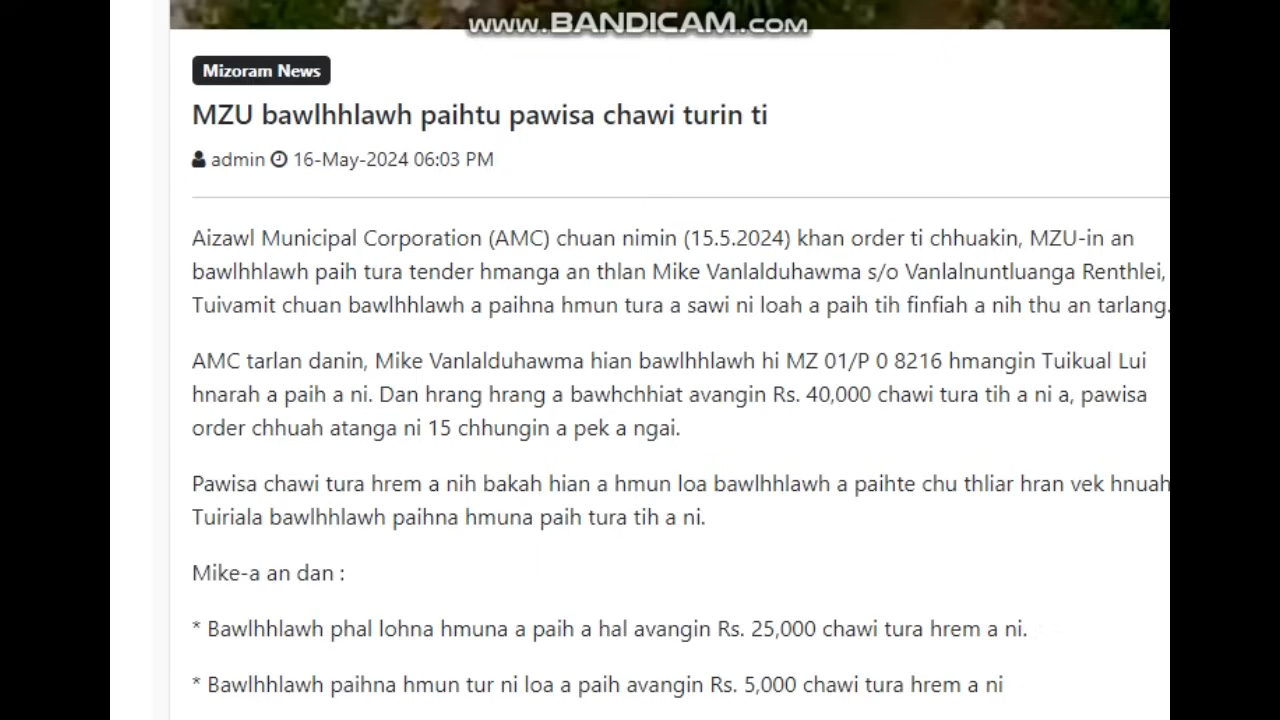 www.BANDICAM.com
Mizoram News
MZU bawlhhlawh paihtu pawisa chawi turin ti
admin 16-May-2024 06:03 PM
Aizawl Municipal Corporation (AMC) chuan nimin (15.5.2024) khan order ti chhuakin, MZU-in an
bawlhhlawh paih tura tender hmanga an thlan Mike Vanlalduhawma s/o Vanlalnuntluanga Renthlei,
Tuivamit chuan bawlhhlawh a paihna hmun tura a sawi ni loah a paih tih finfiah a nih thu an tarlang.
AMC tarlan danin, Mike Vanlalduhawma hian bawlhhlawh hi MZ 01/P 0 8216 hmangin Tuikual Lui
hnarah a paih a ni. Dan hrang hrang a bawhchhiat avangin Rs. 40,000 chawi tura tih a ni a, pawisa
order chhuah atanga ni 15 chhungin a pek a ngai.
Pawisa chawi tura hrem a nih bakah hian a hmun loa bawlhhlawh a paihte chu thliar hran vek hnuah
Tuiriala bawlhhlawh paihna hmuna paih tura tih a ni.
Mike-a an dan :
* Bawlhhlawh phal lohna hmuna a paih a hal avangin Rs. 25,000 chawi tura hrem a ni.
* Bawlhhlawh paihna hmun tur ni loa a paih avangin Rs. 5,000 chawi tura hrem a ni